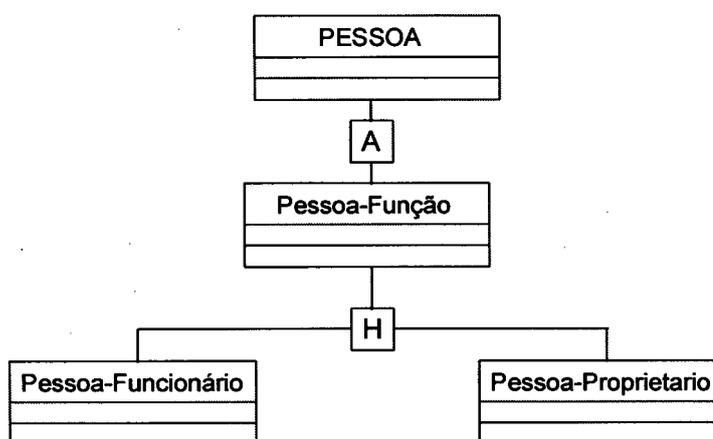 PESSOA
A
Pessoa-Função
H
Pessoa-Funcionário
Pessoa-Proprietario